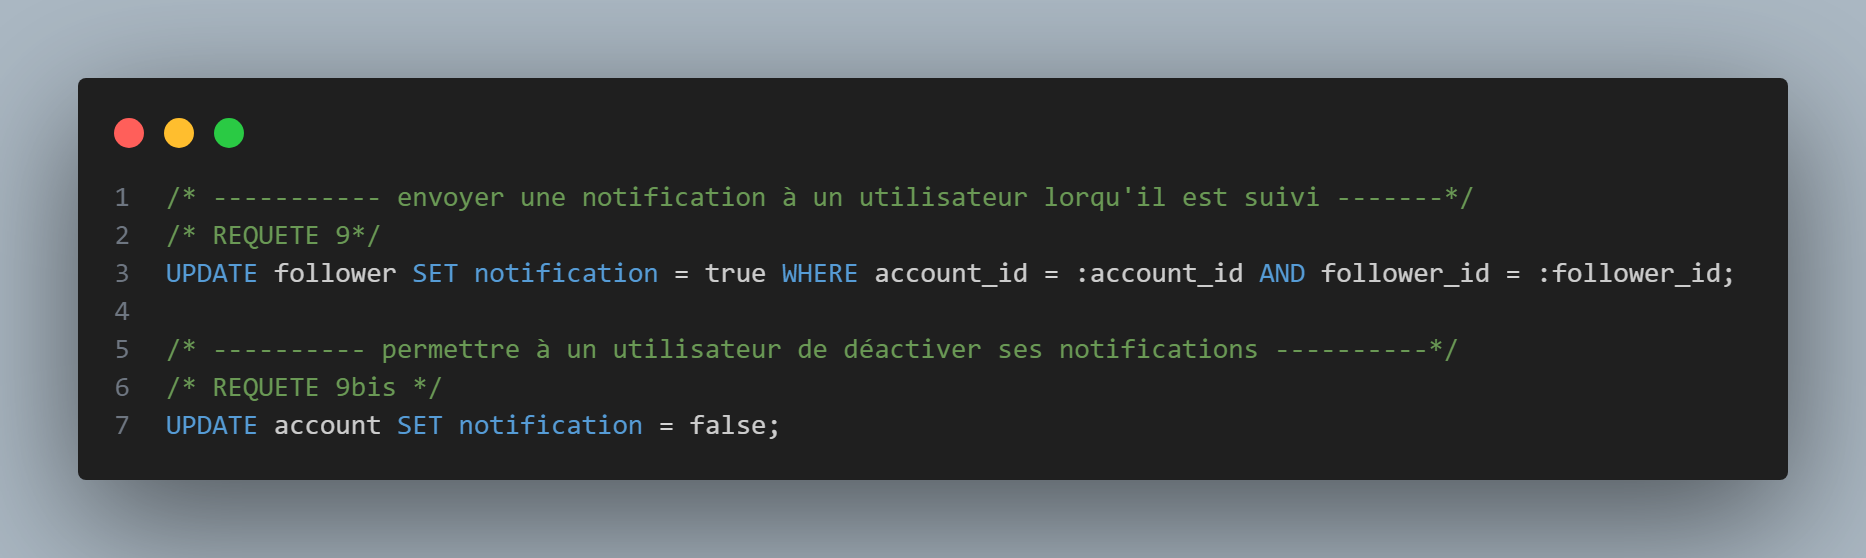 1 /* ----------- envoyer une notification à un utilisateur lorqu'il est suivi -------*/
2 /* REQUETE 9*/
3 UPDATE follower SET notification = true WHERE account_id = :account_id AND follower_id = :follower_id;
4
5 /* ---------- permettre à un utilisateur de déactiver ses notifications ----------*/
6 /* REQUETE 9bis */
7 UPDATE account SET notification = false;